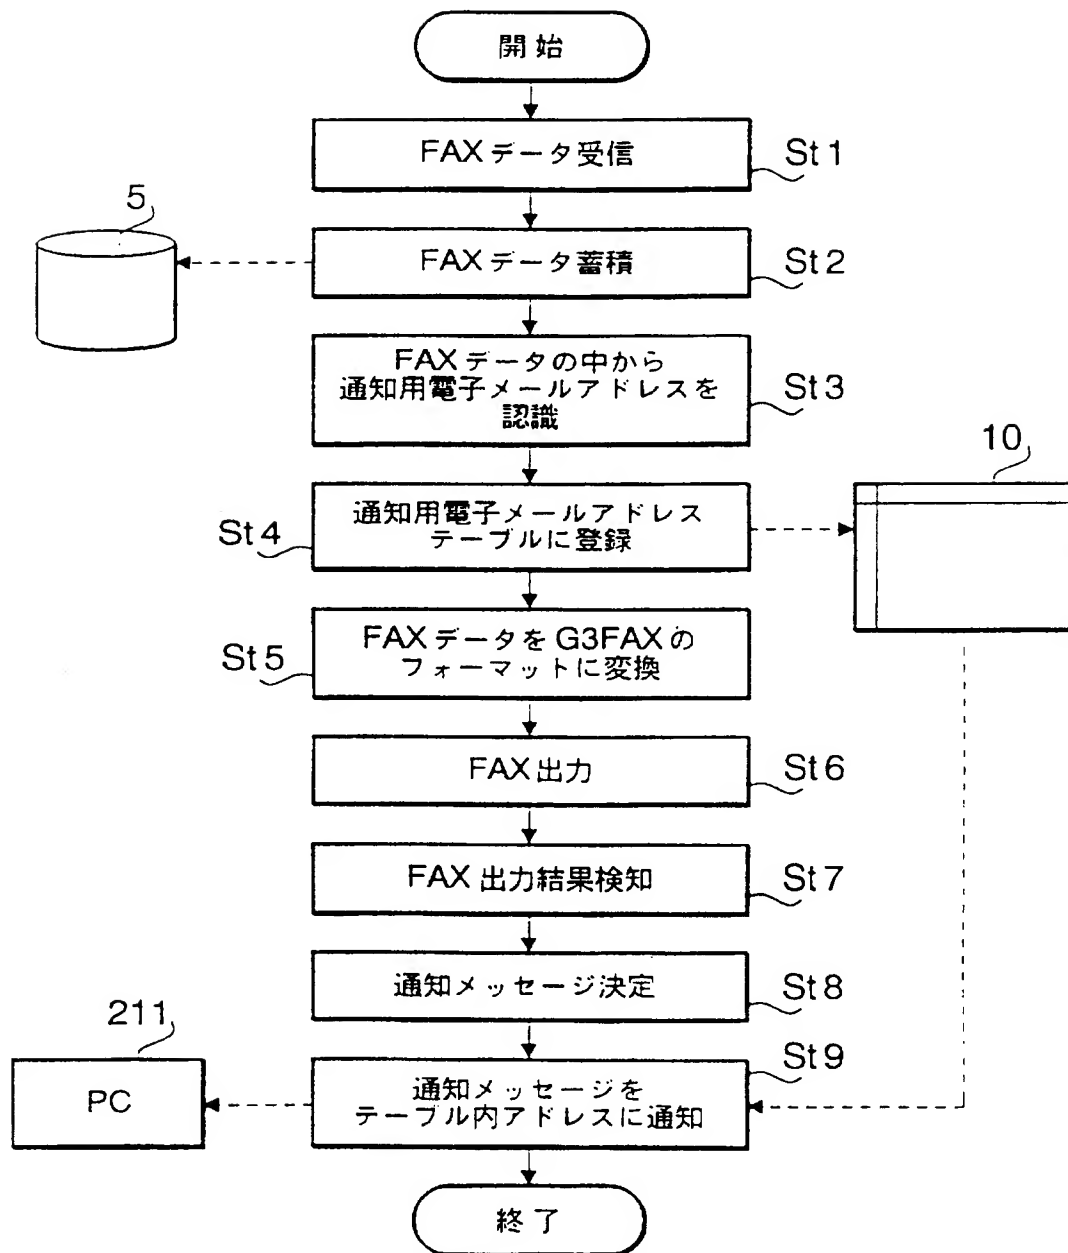 開始
FAXデータ受信
St1
5
FAXデータ蓄積
St2
FAXデータの中から
通知用電子メールアドレスを
認識
St3
10
通知用電子メールアドレス
テーブルに登録
St4
FAXデータをG3FAXの
フォーマットに変換
St5
FAX出力
St6
FAX出力結果検知
St7
通知メッセージ決定
St8
211
PC
通知メッセージを
テーブル内アドレスに通知
St9
終了